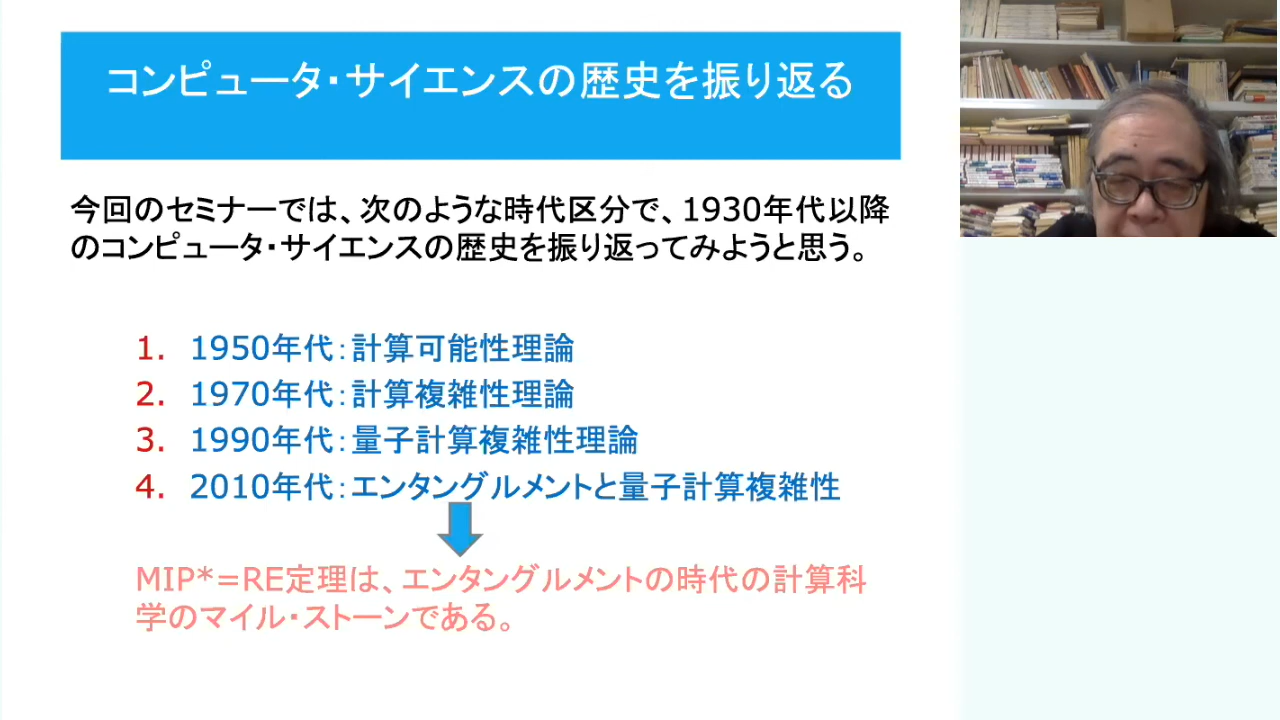 コンピュータ・サイエンスの歴史を振り返る
今回のセミナーでは、次のような時代区分で、1930年代以降
のコンピュータ・サイエンスの歴史を振り返ってみようと思う。
1. 1950年代：計算可能性理論
2. 1970年代：計算複雑性理論
3. 1990年代：量子計算複雑性理論
4. 2010年代：エンタングルメントと量子計算複雑性
MIP*=RE定理は、エンタングルメントの時代の計算科
学のマイル・ストーンである。